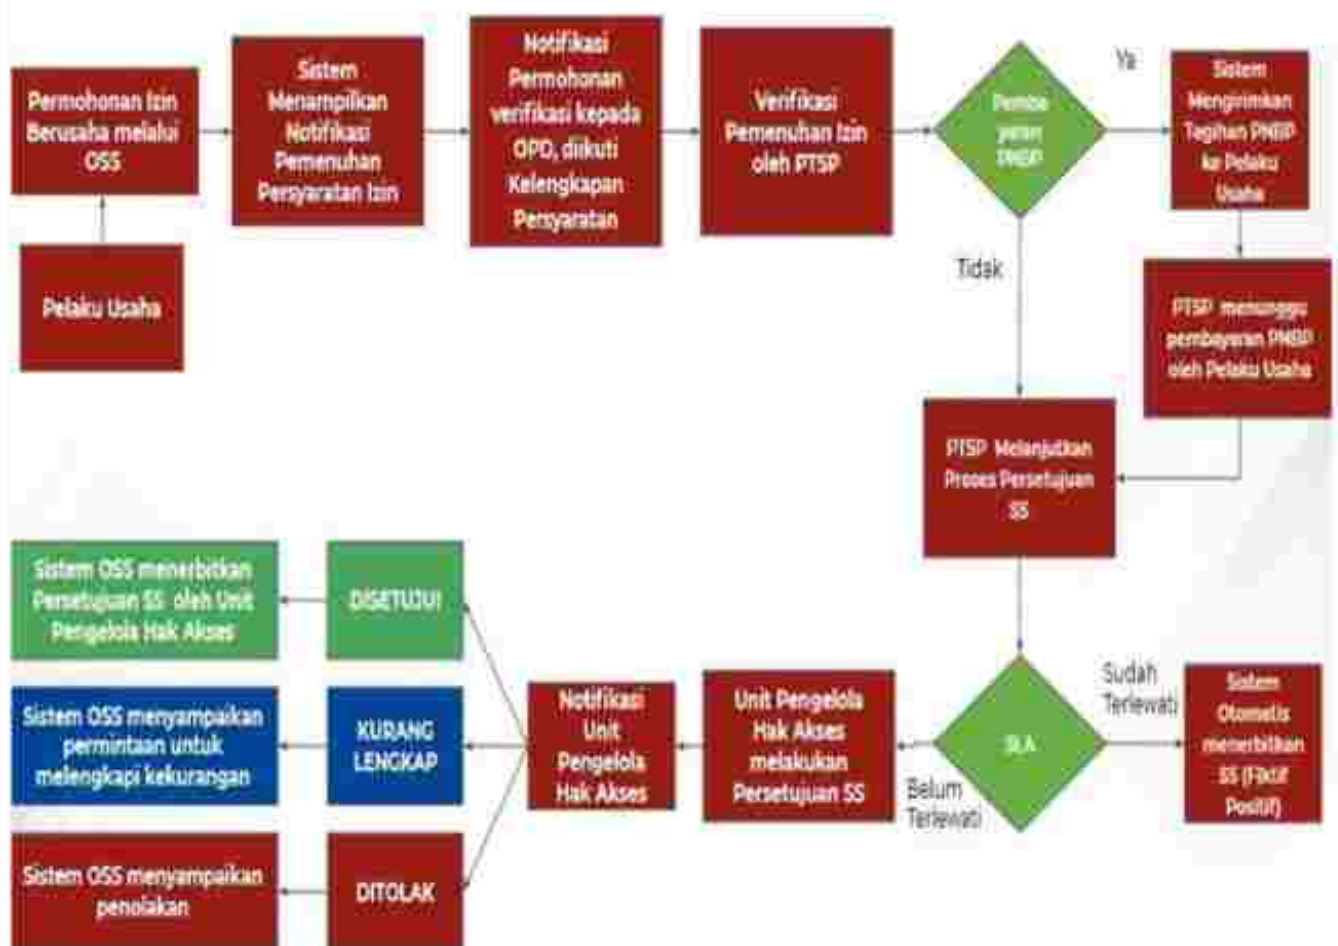 Permohonan Izin
Berusaha melalui
OSS
Sistem
Menampilkan
Notifikasi
Pemenuhan
Persyaratan Izin
Notifikasi
Permohonan
verifikasi kepada
OPD, diikuti
Kelengkapan
Persyaratan
Verifikasi
Pemenuhan Izin
oleh PTSP
Pemba
yaran
PNBP
Ya
Sistem
Mengirimkan
Tagihan PNBP
ke Pelaku
Usaha
Pelaku Usaha
Tidak
PTSP menunggu
pembayaran PNBP
oleh Pelaku Usaha
PTSP Melanjutkan
Proses Persetujuan
SS
Sistem OSS menerbitkan
Persetujuan SS oleh Unit
Pengelola Hak Akses
DISETUJUI
Sistem OSS menyampaikan
permintaan untuk
melengkapi kekurangan
KURANG
LENGKAP
Notifikasi
Unit
Pengelola
Hak Akses
Unit Pengelola
Hak Akses
melakukan
Persetujuan SS
Belum
Terlewati
SLA
Sudah
Terlewati
Sistem
Otomatis
menerbitkan
SS (Fiktif
Positif)
Sistem OSS menyampaikan
penolakan
DITOLAK